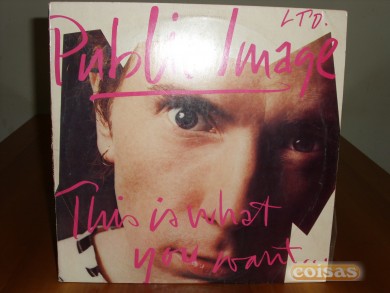 LTD.
Public Image
This is what
you want...
coisas